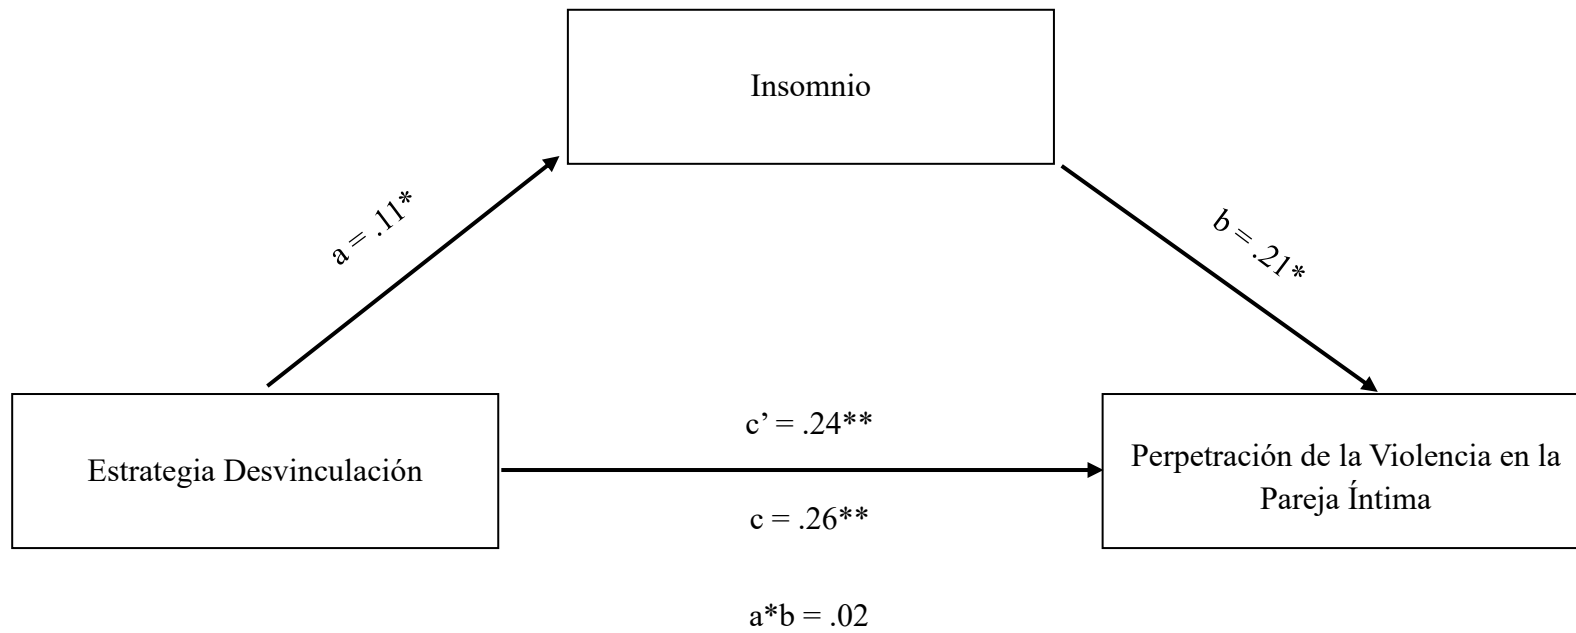 Insomnio
a = .11*
b = .21*
c’ = .24**
Estrategia Desvinculación
Perpetración de la Violencia en la
Pareja Íntima
c = .26**
a*b = .02